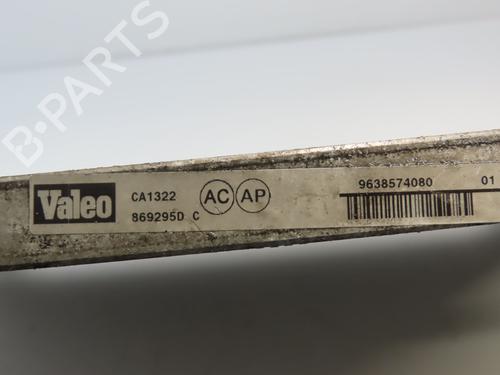 B-PARTS
Valeo
CA1322
869295D C
AC AP
9638574080 01